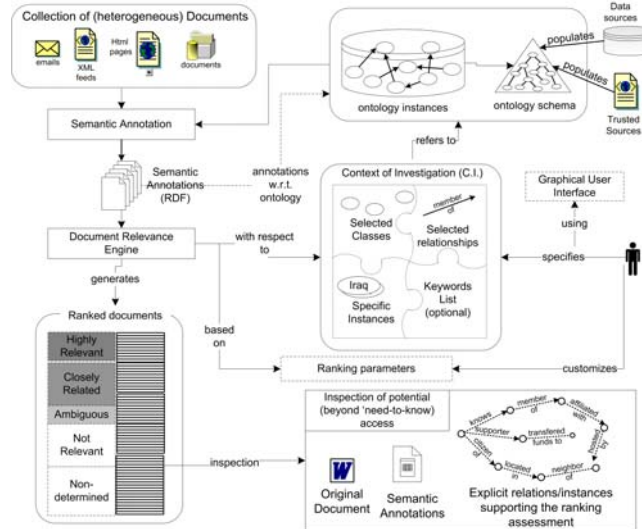 Collection of (heterogeneous) Documents
emails
XML
feeds
Html
pages
documents
Semantic Annotation
Semantic
Annotations
(RDF)
Document Relevance
Engine
generates
Ranked documents
Highly
Relevant
Closely
Related
Ambiguous
Not
Relevant
Non-
determined
ontology instances
ontology schema
Data
sources
populates
populates
Trusted
Sources
refers to
annotations
w.r.t.
ontology
Context of Investigation (C.I.)
Selected
Classes
member
of
Selected
relationships
Iraq
Specific
Instances
Keywords
List
(optional)
with respect
to
Graphical User
Interface
using
specifies
based
on
Ranking parameters
customizes
inspection
Inspection of potential
(beyond 'need-to-know)
access
W
Original
Document
Semantic
Annotations
knows
member
of
affiliated
with
supporter
transferred
funds to
hosted
by
citizen
of
located
in
neighbor
of
Explicit relations/instances
supporting the ranking
assessment